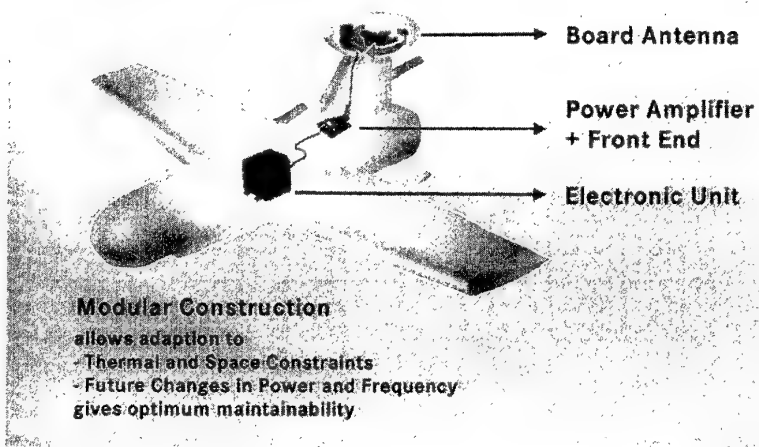 Board Antenna
Power Amplifier
+ Front End
Electronic Unit
Modular Construction
allows adaption to
- Thermal and Space Constraints
- Future Changes in Power and Frequency
gives optimum maintainability